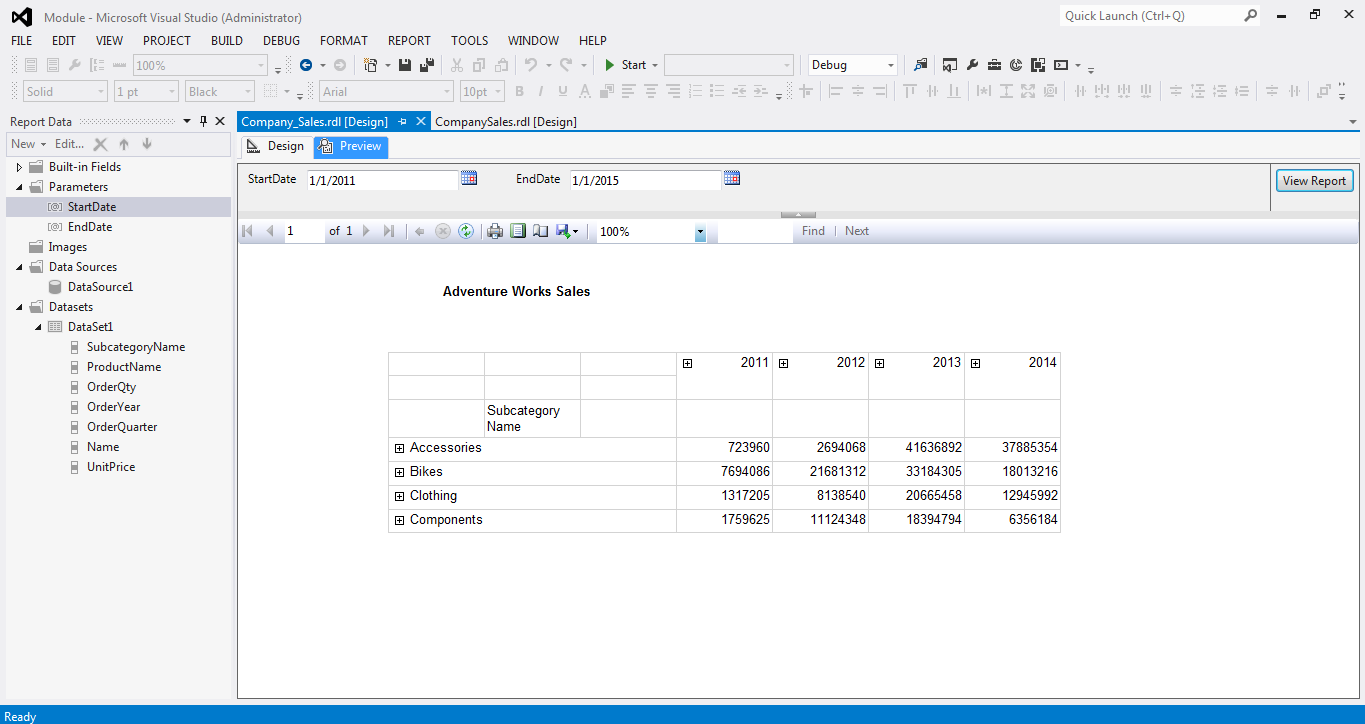 Module - Microsoft Visual Studio (Administrator)
Quick Launch (Ctrl+Q)
FILE EDIT VIEW PROJECT BUILD DEBUG FORMAT REPORT TOOLS WINDOW HELP
100% Start Debug
Solid 1 pt Black Arial 10pt B I U A
Report Data
Company_Sales.rdl [Design] CompanySales.rdl [Design]
New Edit...
Design Preview
Built-in Fields
Parameters
StartDate
EndDate
Images
Data Sources
DataSource1
Datasets
DataSet1
SubcategoryName
ProductName
OrderQty
OrderYear
OrderQuarter
Name
UnitPrice
StartDate 1/1/2011 EndDate 1/1/2015 View Report
1 of 1 100% Find | Next
Adventure Works Sales
2011 2012 2013 2014
Subcategory
Name
Accessories 723960 2694068 41636892 37885354
Bikes 7694086 21681312 33184305 18013216
Clothing 1317205 8138540 20665458 12945992
Components 1759625 11124348 18394794 6356184
Ready